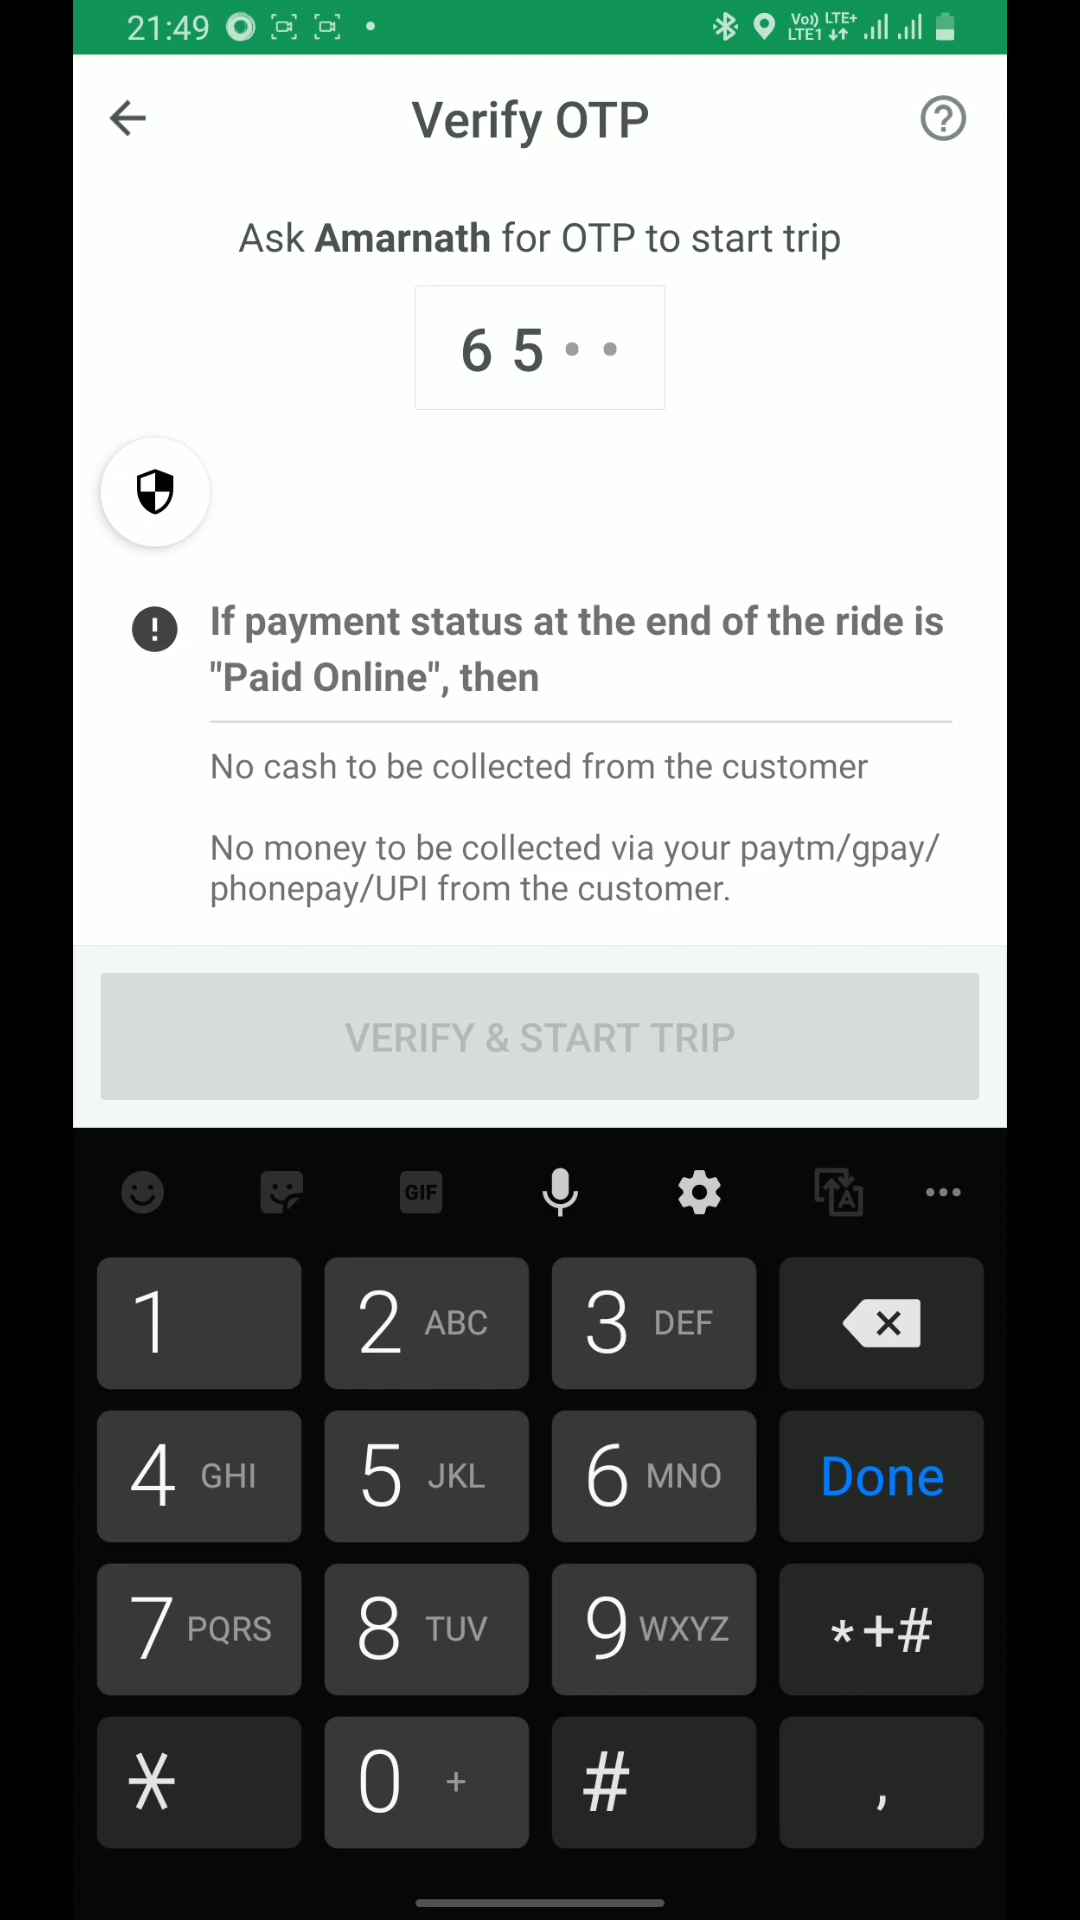 21:49 Vo)) LTE+
LTE1
Verify OTP
Ask Amarnath for OTP to start trip
6 5
If payment status at the end of the ride is
"Paid Online", then
No cash to be collected from the customer
No money to be collected via your paytm/gpay/
phonepay/UPI from the customer.
VERIFY & START TRIP
GIF
1 2 ABC 3 DEF
4 GHI 5 JKL 6 MNO Done
7 PQRS 8 TUV 9 WXYZ *+#
* 0 + # ,